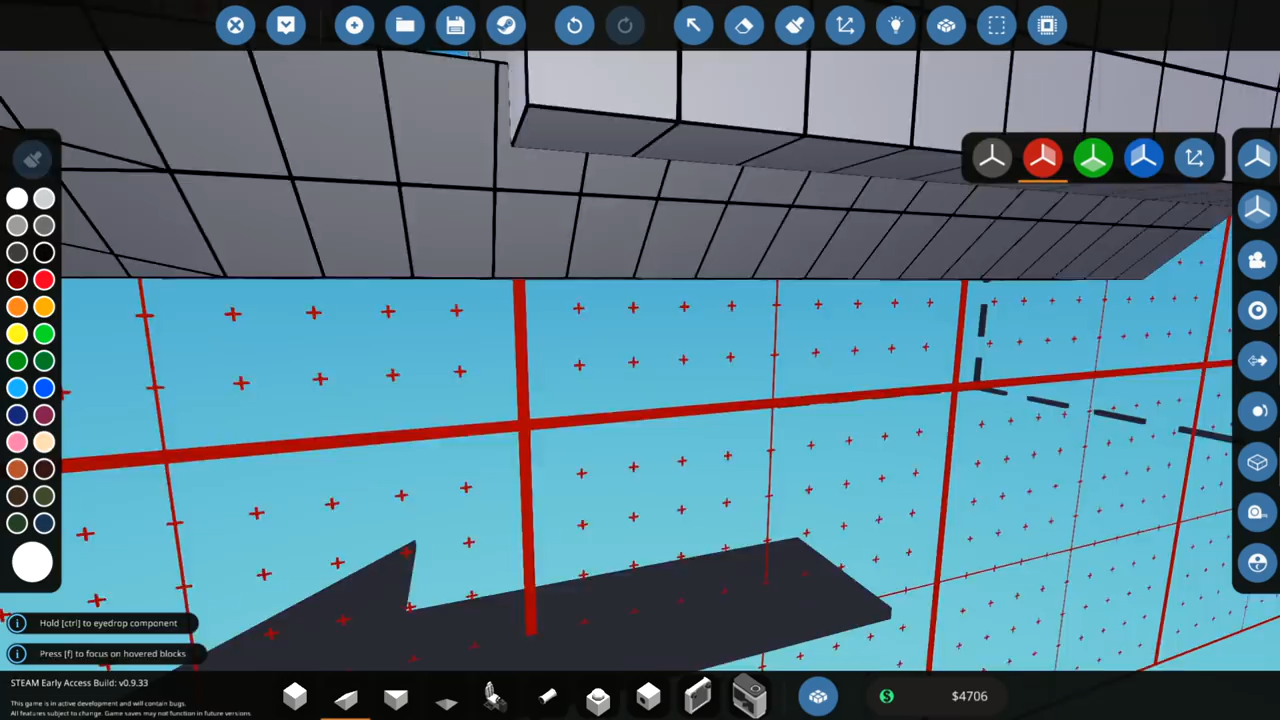 Hold [ctrl] to eyedrop component
Press [f] to focus on hovered blocks
STEAM Early Access Build: v0.9.33
This game is in active development and will contain bugs.
All features subject to change. Game saves may not function in future versions
$4706